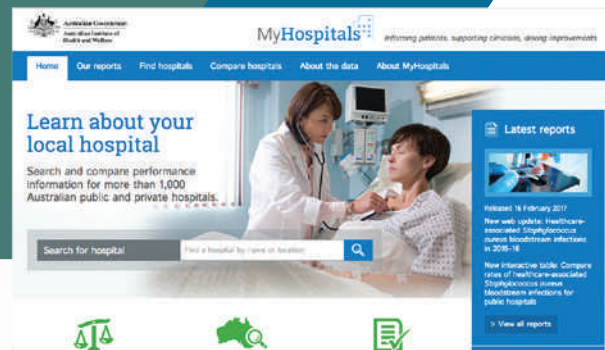 Australian Government
Australian Institute of
Health and Welfare
MyHospitals
informing patients, supporting clinicians, driving improvements
Home Our reports Find hospitals Compare hospitals About the data About MyHospitals
Learn about your
local hospital
Search and compare performance
information for more than 1,000
Australian public and private hospitals.
Search for hospital
Find a hospital by name or location
Latest reports
Released 16 February 2017
New web update: Healthcare-
associated Staphylococcus
aureus bloodstream infections
in 2015–16
New interactive table: Compare
rates of healthcare-associated
Staphylococcus aureus
bloodstream infections for
public hospitals
> View all reports